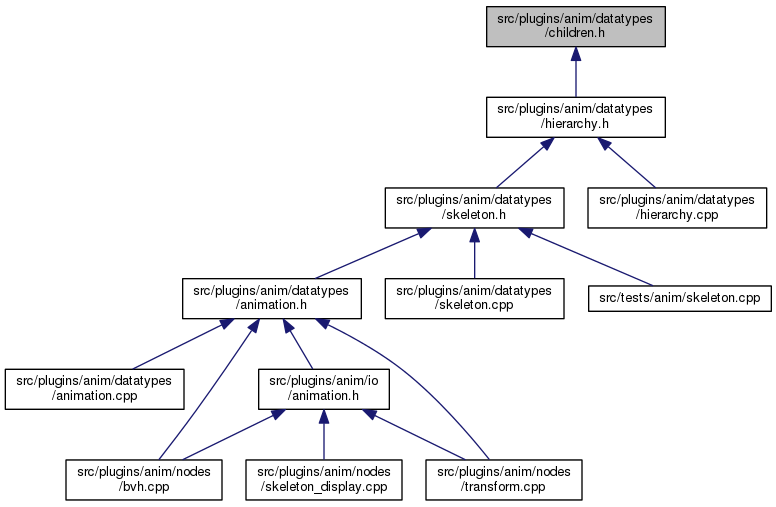 src/plugins/anim/datatypes
/children.h
src/plugins/anim/datatypes
/hierarchy.h
src/plugins/anim/datatypes
/skeleton.h
src/plugins/anim/datatypes
/hierarchy.cpp
src/plugins/anim/datatypes
/animation.h
src/plugins/anim/datatypes
/skeleton.cpp
src/tests/anim/skeleton.cpp
src/plugins/anim/datatypes
/animation.cpp
src/plugins/anim/io
/animation.h
src/plugins/anim/nodes
/bvh.cpp
src/plugins/anim/nodes
/skeleton_display.cpp
src/plugins/anim/nodes
/transform.cpp